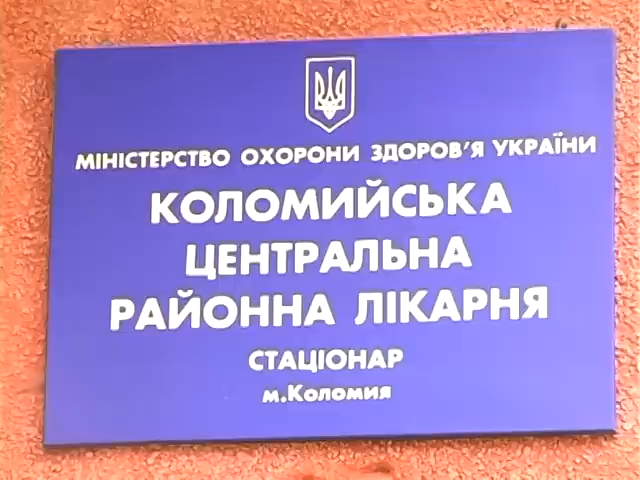 МІНІСТЕРСТВО ОХОРОНИ ЗДОРОВ'Я УКРАЇНИ
КОЛОМИЙСЬКА
ЦЕНТРАЛЬНА
РАЙОННА ЛІКАРНЯ
СТАЦІОНАР
м.Коломия